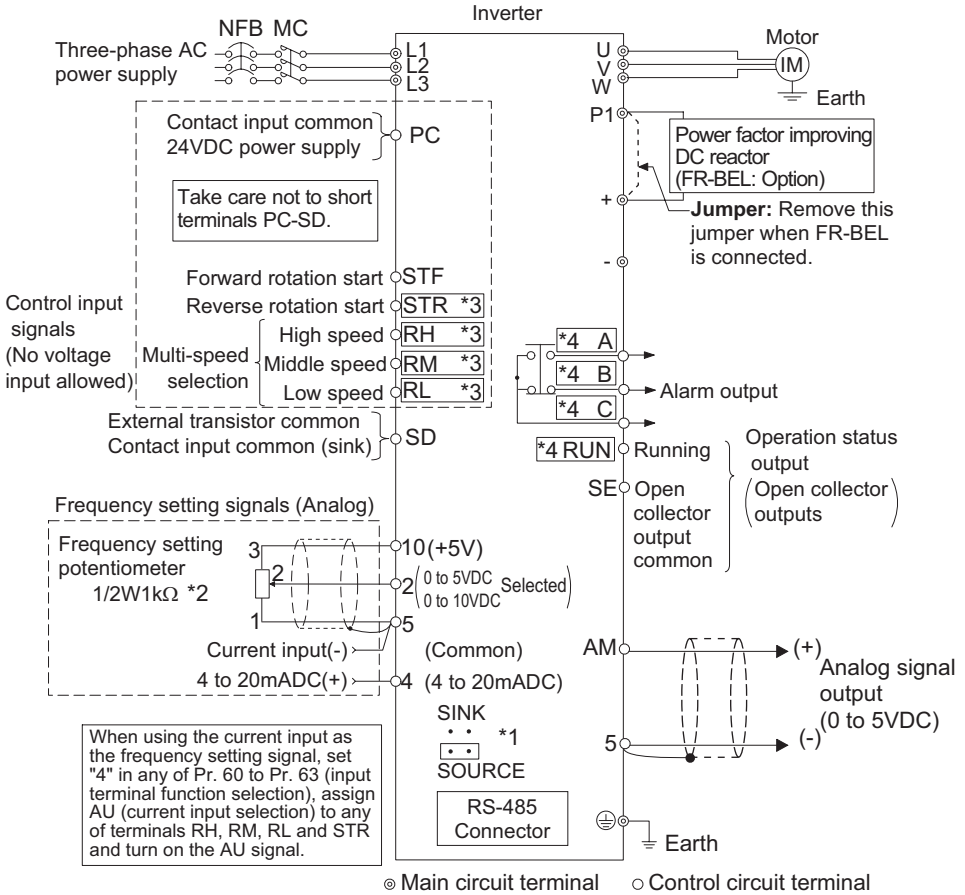 Inverter
NFB MC
Motor
Three-phase AC
power supply
L1
L2
L3
U
V
W
IM
Earth
Contact input common
24VDC power supply
PC
P1
Power factor improving
DC reactor
(FR-BEL: Option)
Take care not to short
terminals PC-SD.
+
Jumper: Remove this
jumper when FR-BEL
is connected.
-
Control input
signals
(No voltage
input allowed)
Forward rotation start
STF
Reverse rotation start
STR *3
Multi-speed
selection
High speed
RH *3
Middle speed
RM *3
Low speed
RL *3
*4 A
*4 B
*4 C
Alarm output
External transistor common
Contact input common (sink)
SD
*4 RUN
Running
SE
Open
collector
output
common
Operation status
output
(Open collector
outputs)
Frequency setting signals (Analog)
Frequency setting
potentiometer
1/2W1kΩ *2
3
2
1
10(+5V)
2
(0 to 5VDC
0 to 10VDC
Selected)
5
Current input(-)
(Common)
4 to 20mADC(+)
4 (4 to 20mADC)
AM
(+)
Analog signal
output
(0 to 5VDC)
(-)
5
SINK
*1
SOURCE
When using the current input as
the frequency setting signal, set
"4" in any of Pr. 60 to Pr. 63 (input
terminal function selection), assign
AU (current input selection) to any
of terminals RH, RM, RL and STR
and turn on the AU signal.
RS-485
Connector
Earth
Main circuit terminal
Control circuit terminal